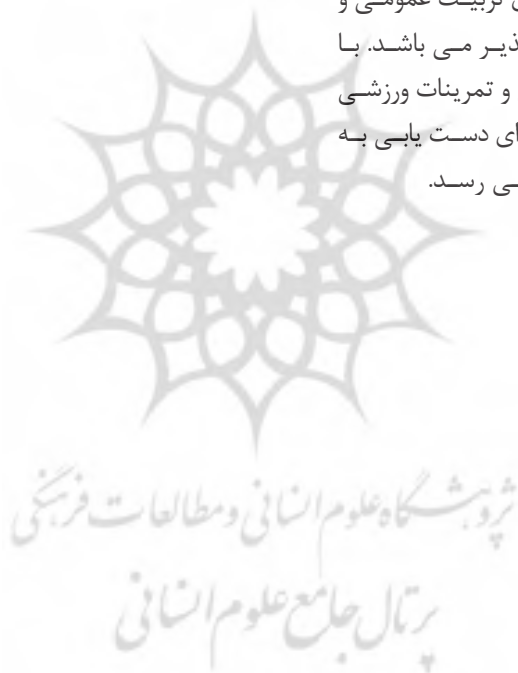 تربیت عمومی و
ذیر می باشد. با
و تمرینات ورزشی
ای دست یابی به
ی رسد.
پژوهشگاه علوم انسانی و مطالعات فرهنگی
پرتال جامع علوم انسانی